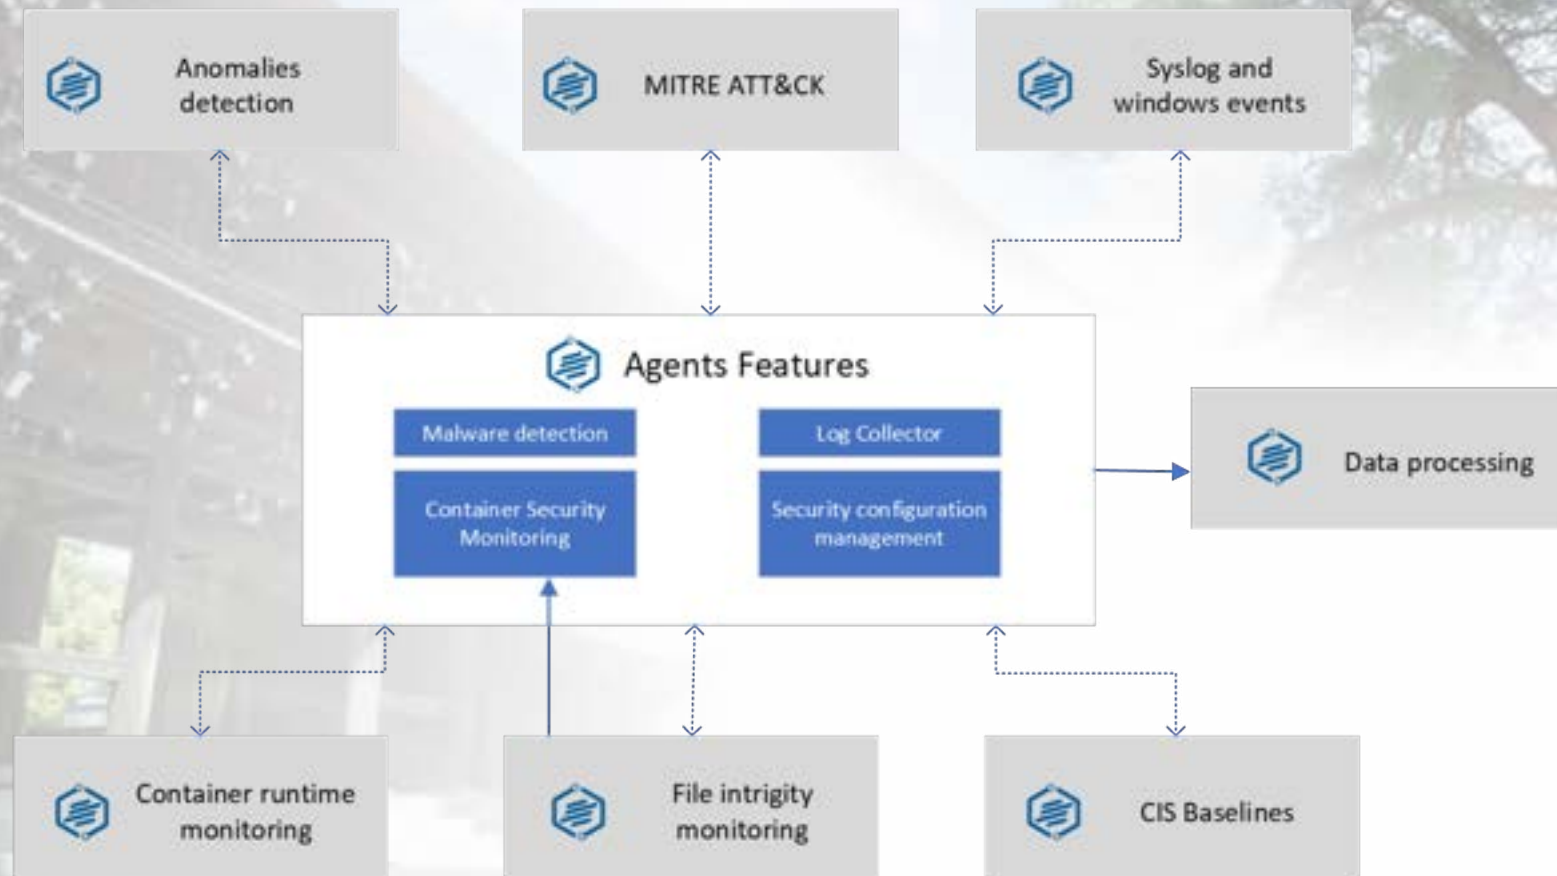 Anomalies
detection
MITRE ATT&CK
Syslog and
windows events
Agents Features
Malware detection
Log Collector
Container Security
Monitoring
Security configuration
management
Data processing
Container runtime
monitoring
File intrigity
monitoring
CIS Baselines